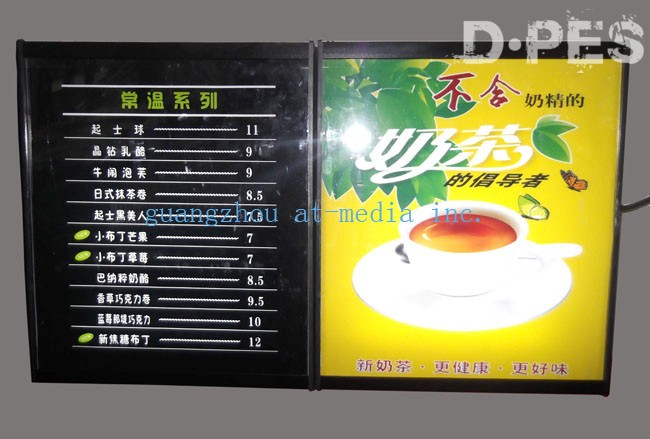 D·PES
常温系列
起士球 11
晶钻乳酪 9
牛闹泡芙 9
日式抹茶卷 8.5
起士黑美人
小布丁芒果 7
小布丁草莓 7
巴纳粹奶酪 8.5
香草巧克力卷 9.5
蓝莓鄉堤巧克力 10
新焦糖布丁 12
不含奶精的
奶茶
的倡导者
新奶茶·更健康·更好味
guangzhou at-media inc.